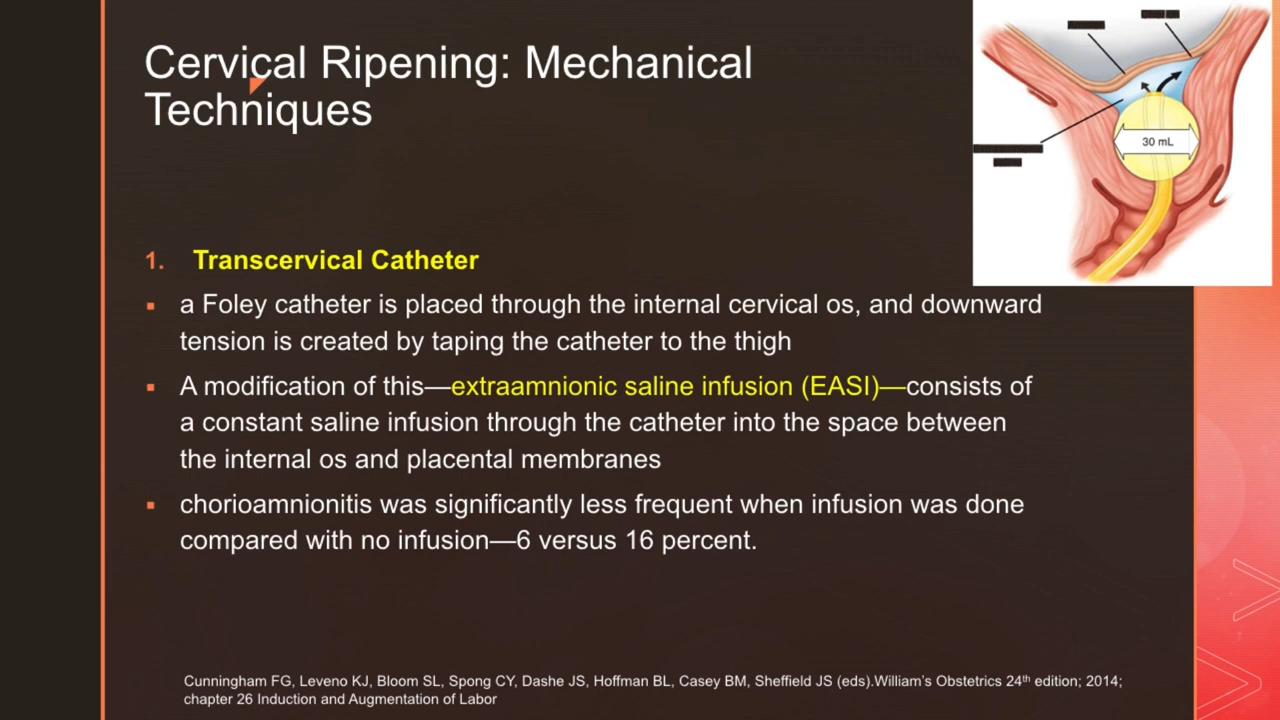 Cervical Ripening: Mechanical
Techniques
30 mL
1. Transcervical Catheter
▪ a Foley catheter is placed through the internal cervical os, and downward
tension is created by taping the catheter to the thigh
▪ A modification of this—extraamnionic saline infusion (EASI)—consists of
a constant saline infusion through the catheter into the space between
the internal os and placental membranes
▪ chorioamnionitis was significantly less frequent when infusion was done
compared with no infusion—6 versus 16 percent.
Cunningham FG, Leveno KJ, Bloom SL, Spong CY, Dashe JS, Hoffman BL, Casey BM, Sheffield JS (eds).William’s Obstetrics 24th edition; 2014;
chapter 26 Induction and Augmentation of Labor